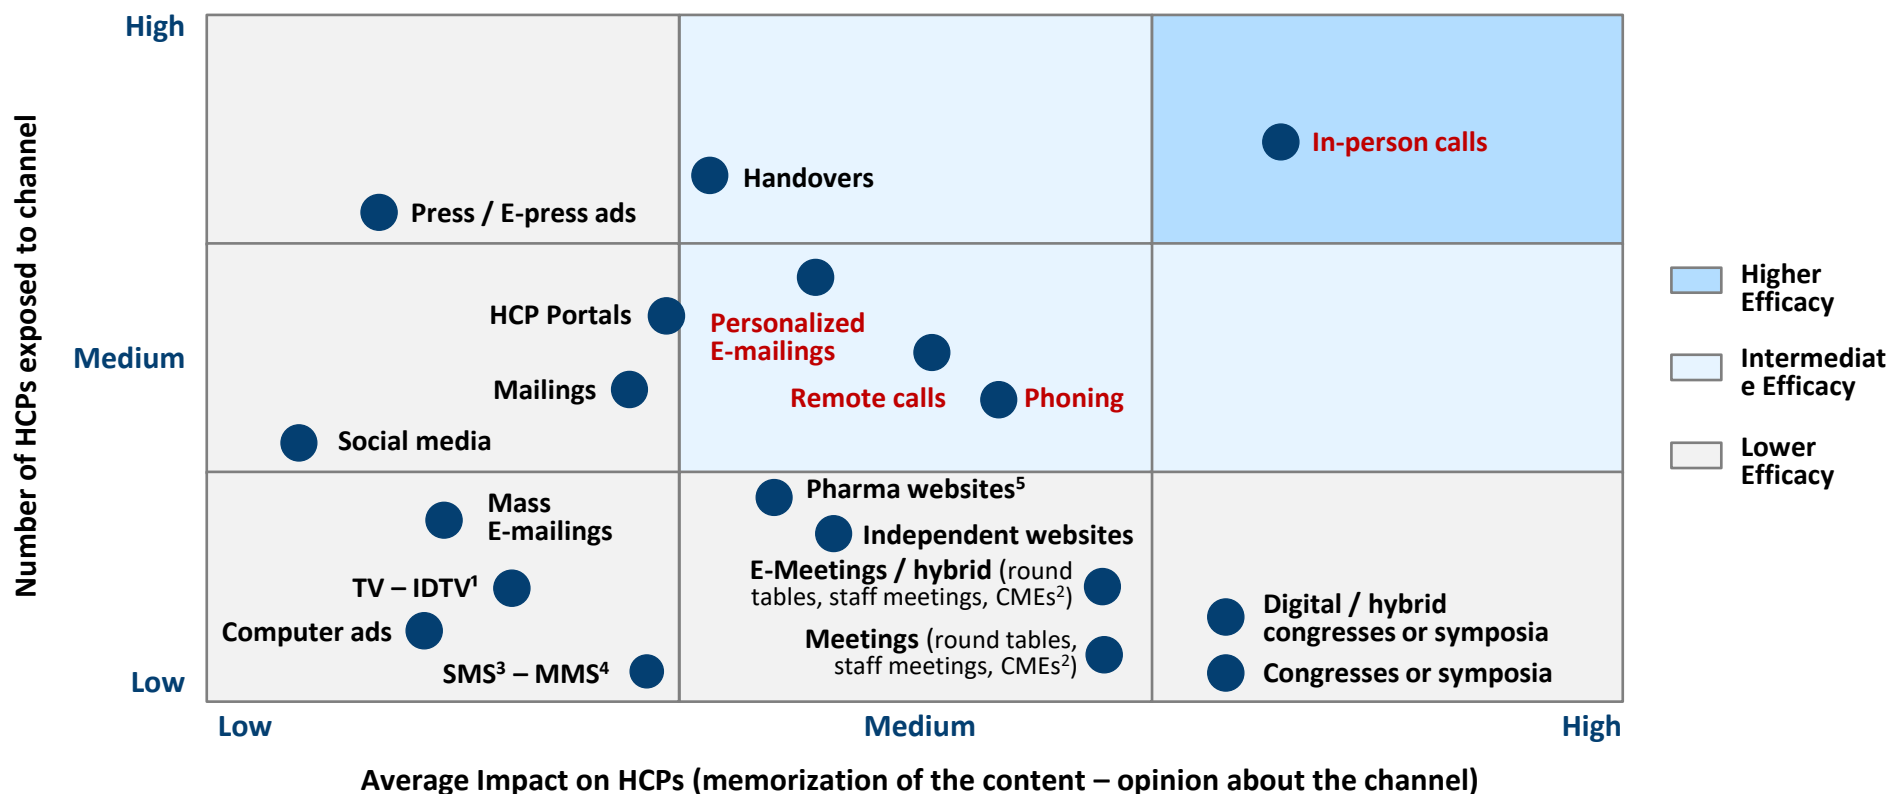 High
Medium
Low
Number of HCPs exposed to channel
In-person calls
Handovers
Press / E-press ads
HCP Portals
Personalized
E-mailings
Mailings
Remote calls
Phoning
Social media
Mass
E-mailings
Pharma websites⁵
Independent websites
TV – IDTV¹
E-Meetings / hybrid (round
tables, staff meetings, CMEs²)
Computer ads
Digital / hybrid
congresses or symposia
Meetings (round tables,
staff meetings, CMEs²)
SMS³ – MMS⁴
Congresses or symposia
Low
Medium
High
Average Impact on HCPs (memorization of the content – opinion about the channel)
Higher
Efficacy
Intermediat
e Efficacy
Lower
Efficacy